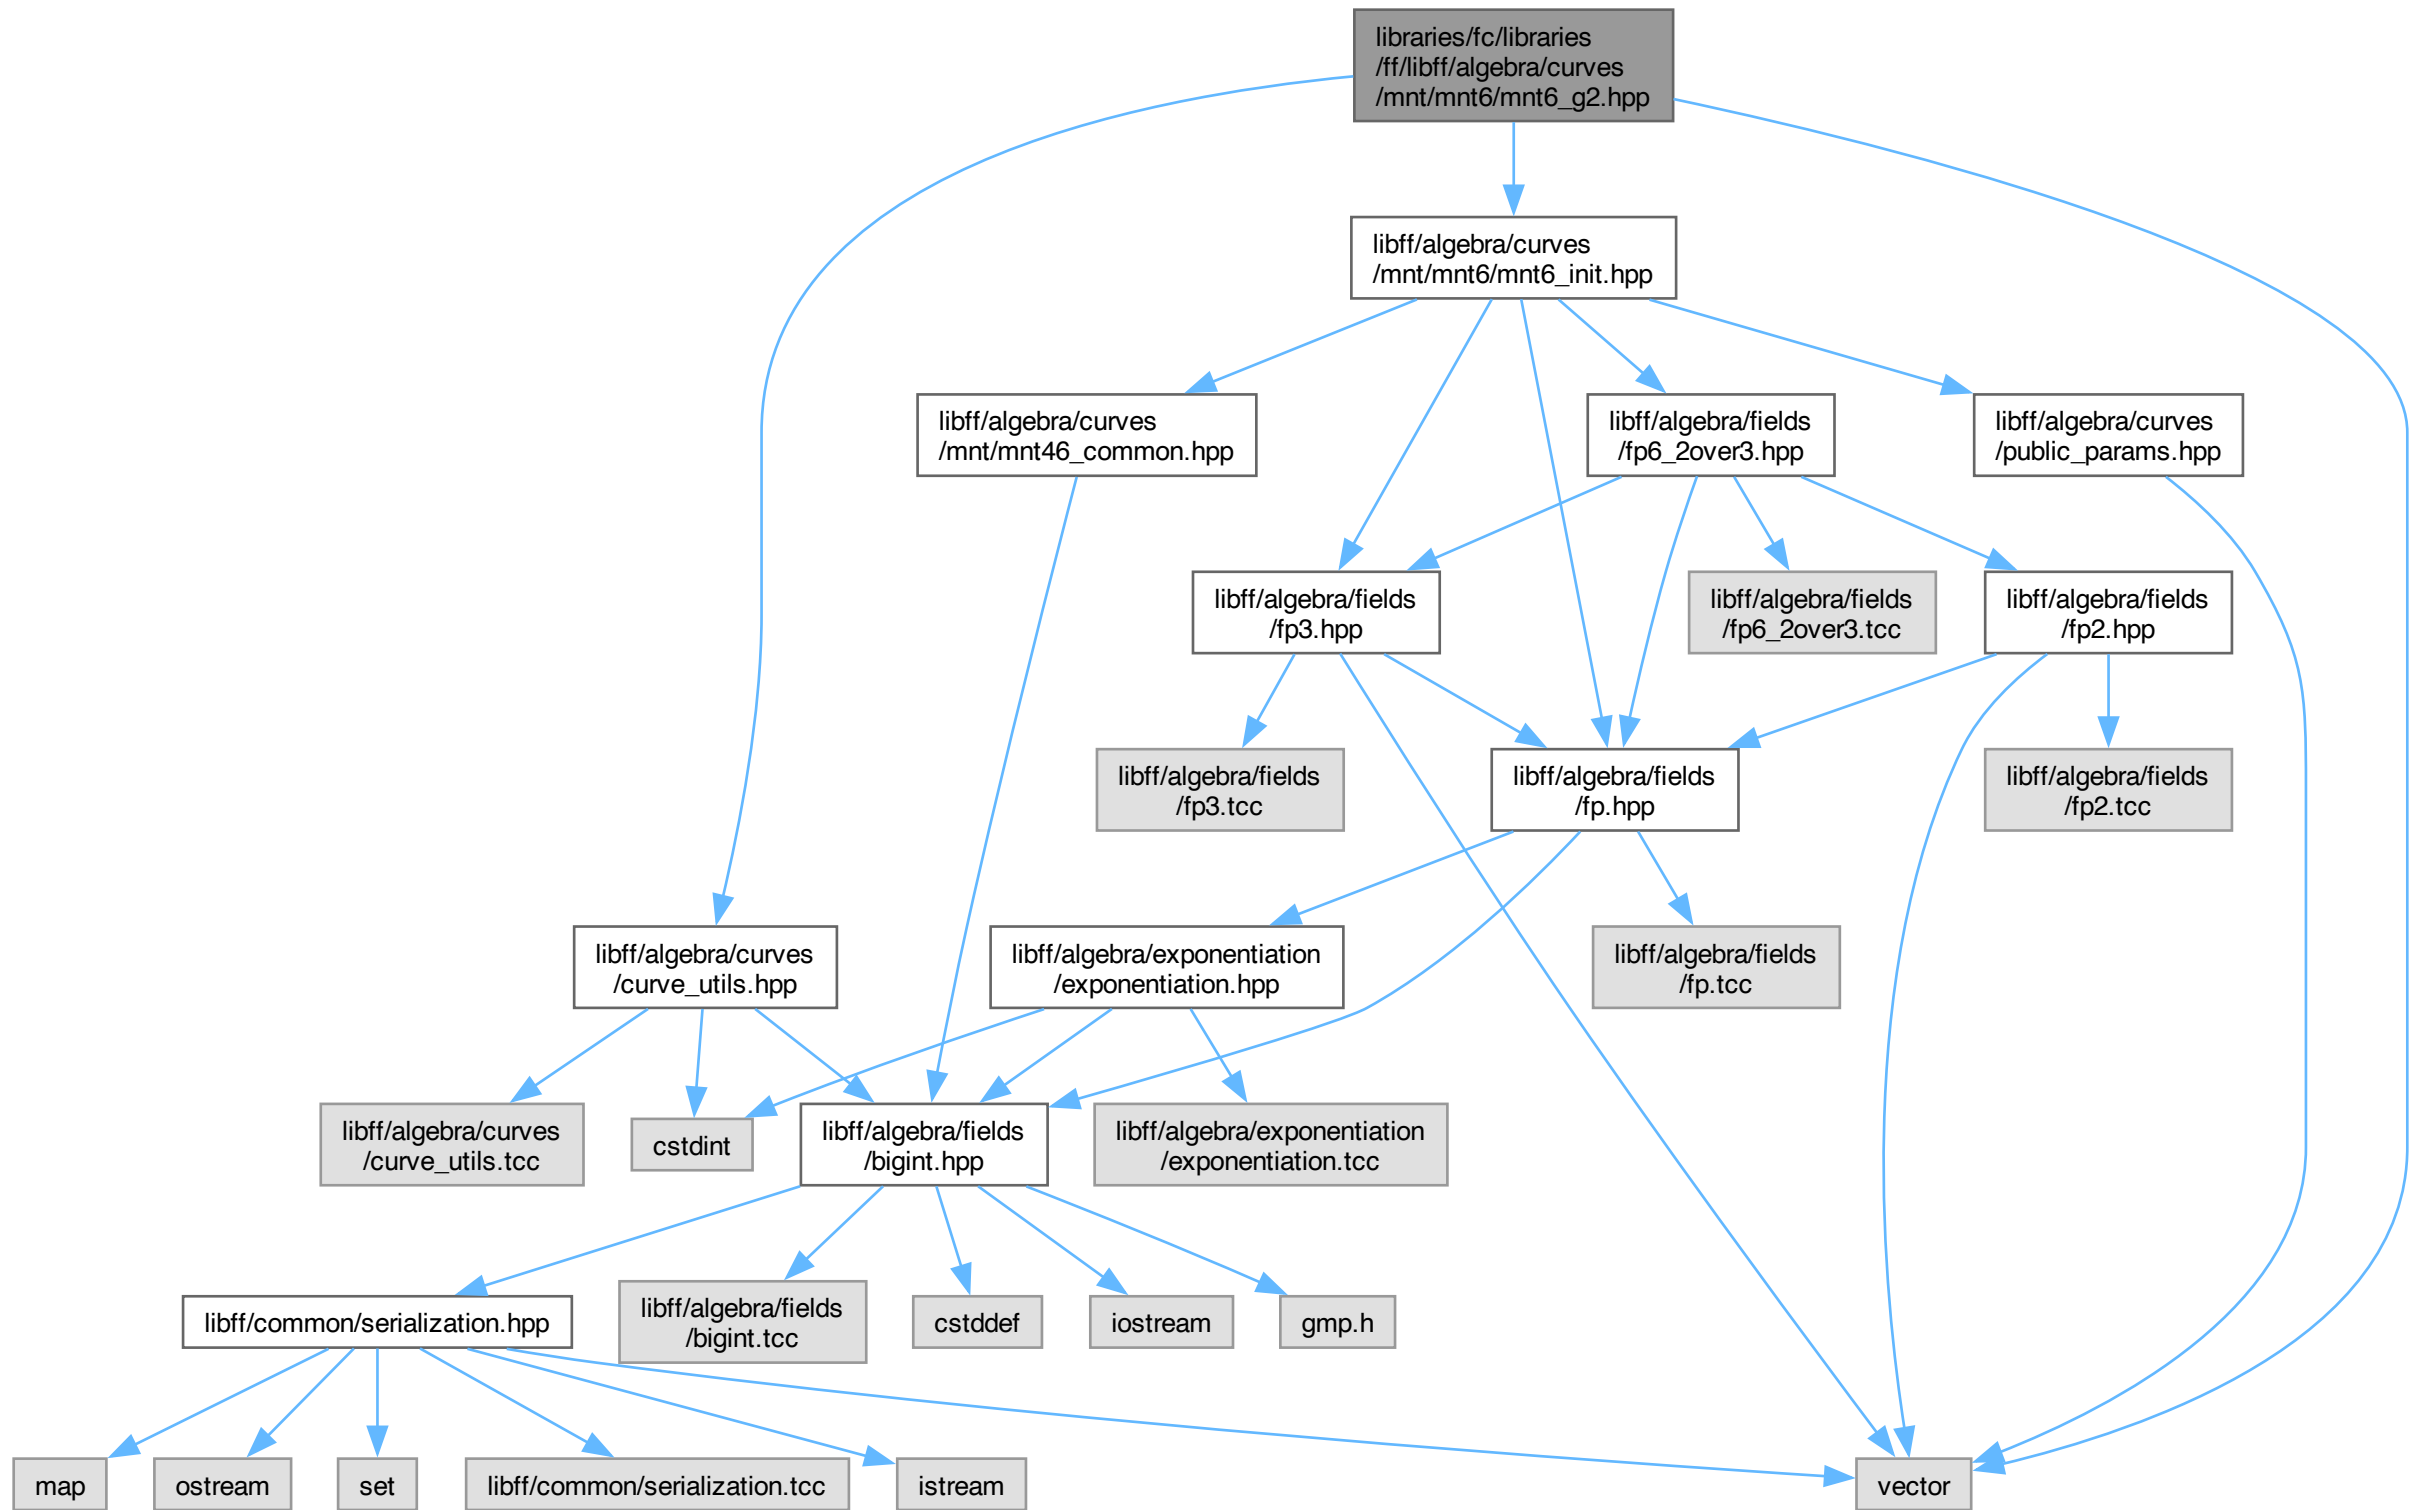 libraries/fc/libraries
/ff/libff/algebra/curves
/mnt/mnt6/mnt6_g2.hpp
libff/algebra/curves
/mnt/mnt6/mnt6_init.hpp
libff/algebra/curves
/mnt/mnt46_common.hpp
libff/algebra/fields
/fp6_2over3.hpp
libff/algebra/curves
/public_params.hpp
libff/algebra/fields
/fp3.hpp
libff/algebra/fields
/fp6_2over3.tcc
libff/algebra/fields
/fp2.hpp
libff/algebra/fields
/fp3.tcc
libff/algebra/fields
/fp.hpp
libff/algebra/fields
/fp2.tcc
libff/algebra/curves
/curve_utils.hpp
libff/algebra/exponentiation
/exponentiation.hpp
libff/algebra/fields
/fp.tcc
libff/algebra/curves
/curve_utils.tcc
cstdint
libff/algebra/fields
/bigint.hpp
libff/algebra/exponentiation
/exponentiation.tcc
libff/common/serialization.hpp
libff/algebra/fields
/bigint.tcc
cstddef
iostream
gmp.h
map
ostream
set
libff/common/serialization.tcc
istream
vector